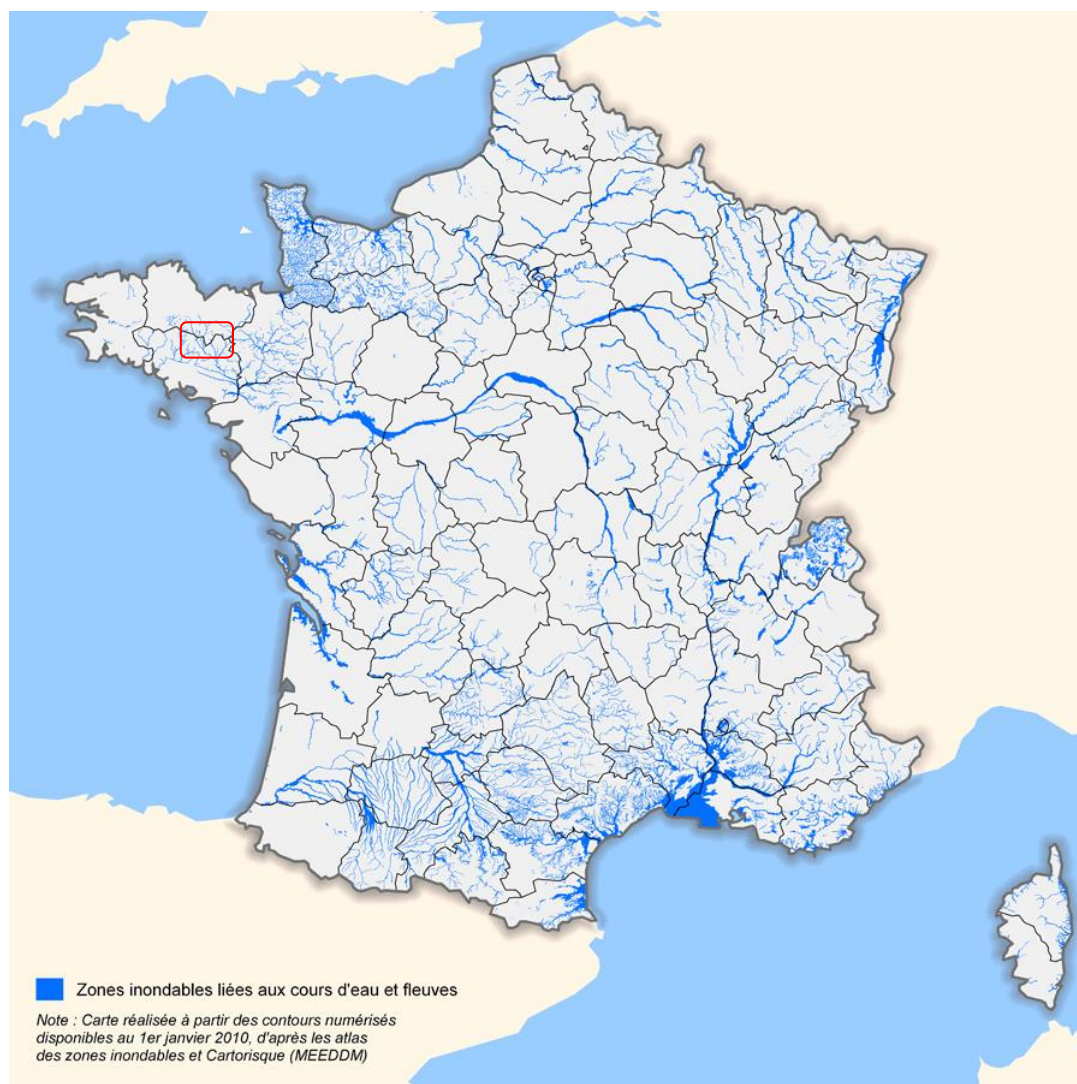 Zones inondables liées aux cours d'eau et fleuves
Note : Carte réalisée à partir des contours numérisés
disponibles au 1er janvier 2010, d'après les atlas
des zones inondables et Cartorisque (MEEDDM)